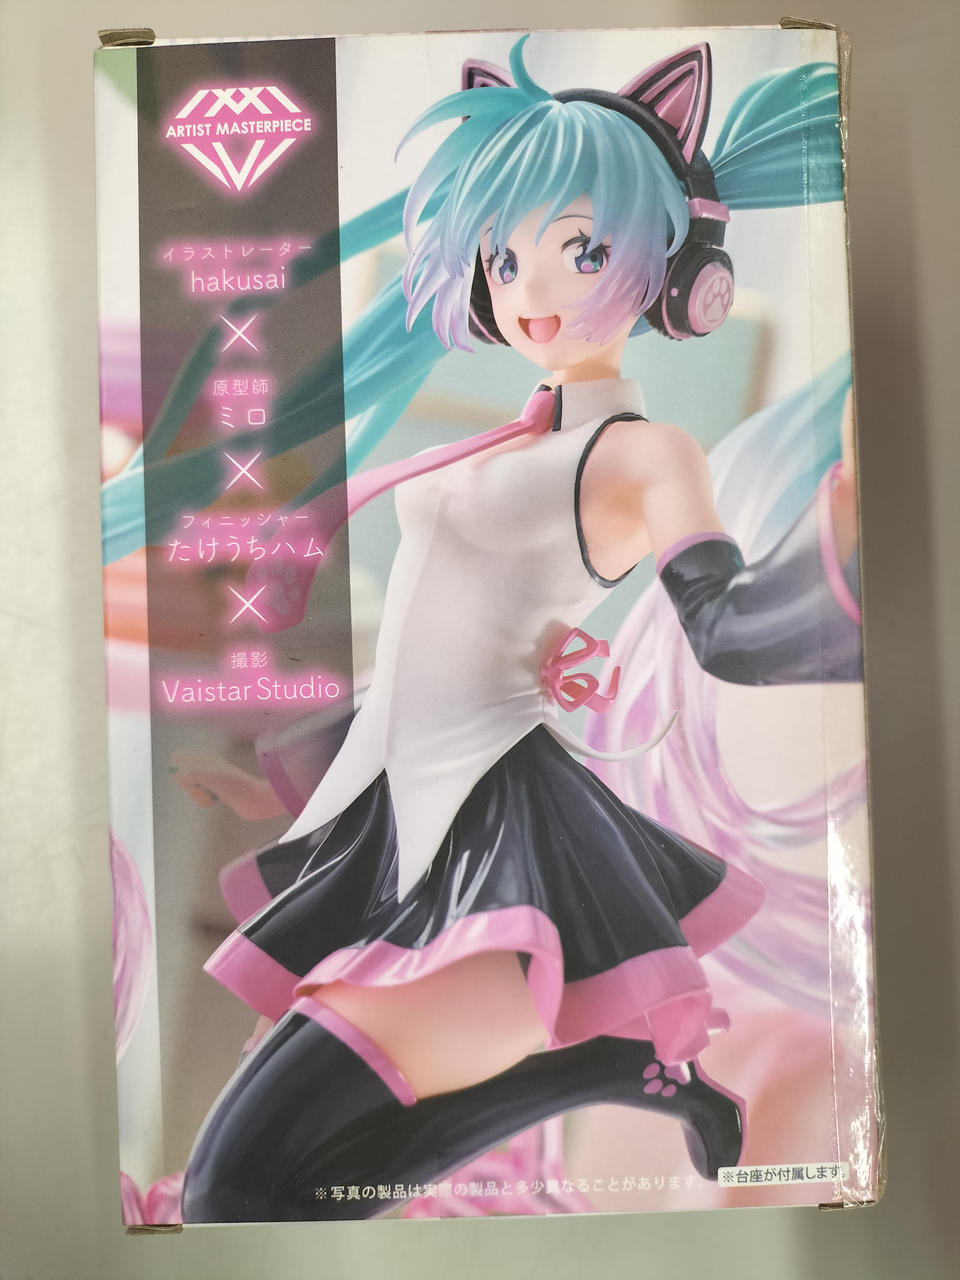 ARTIST MASTERPIECE
イラストレーター
hakusai
×
原型師
ミロ
×
フィニッシャー
たけうちハム
×
撮影
Vaistar Studio
※写真の製品は実際の製品と多少異なることがあります。
※台座が付属します。